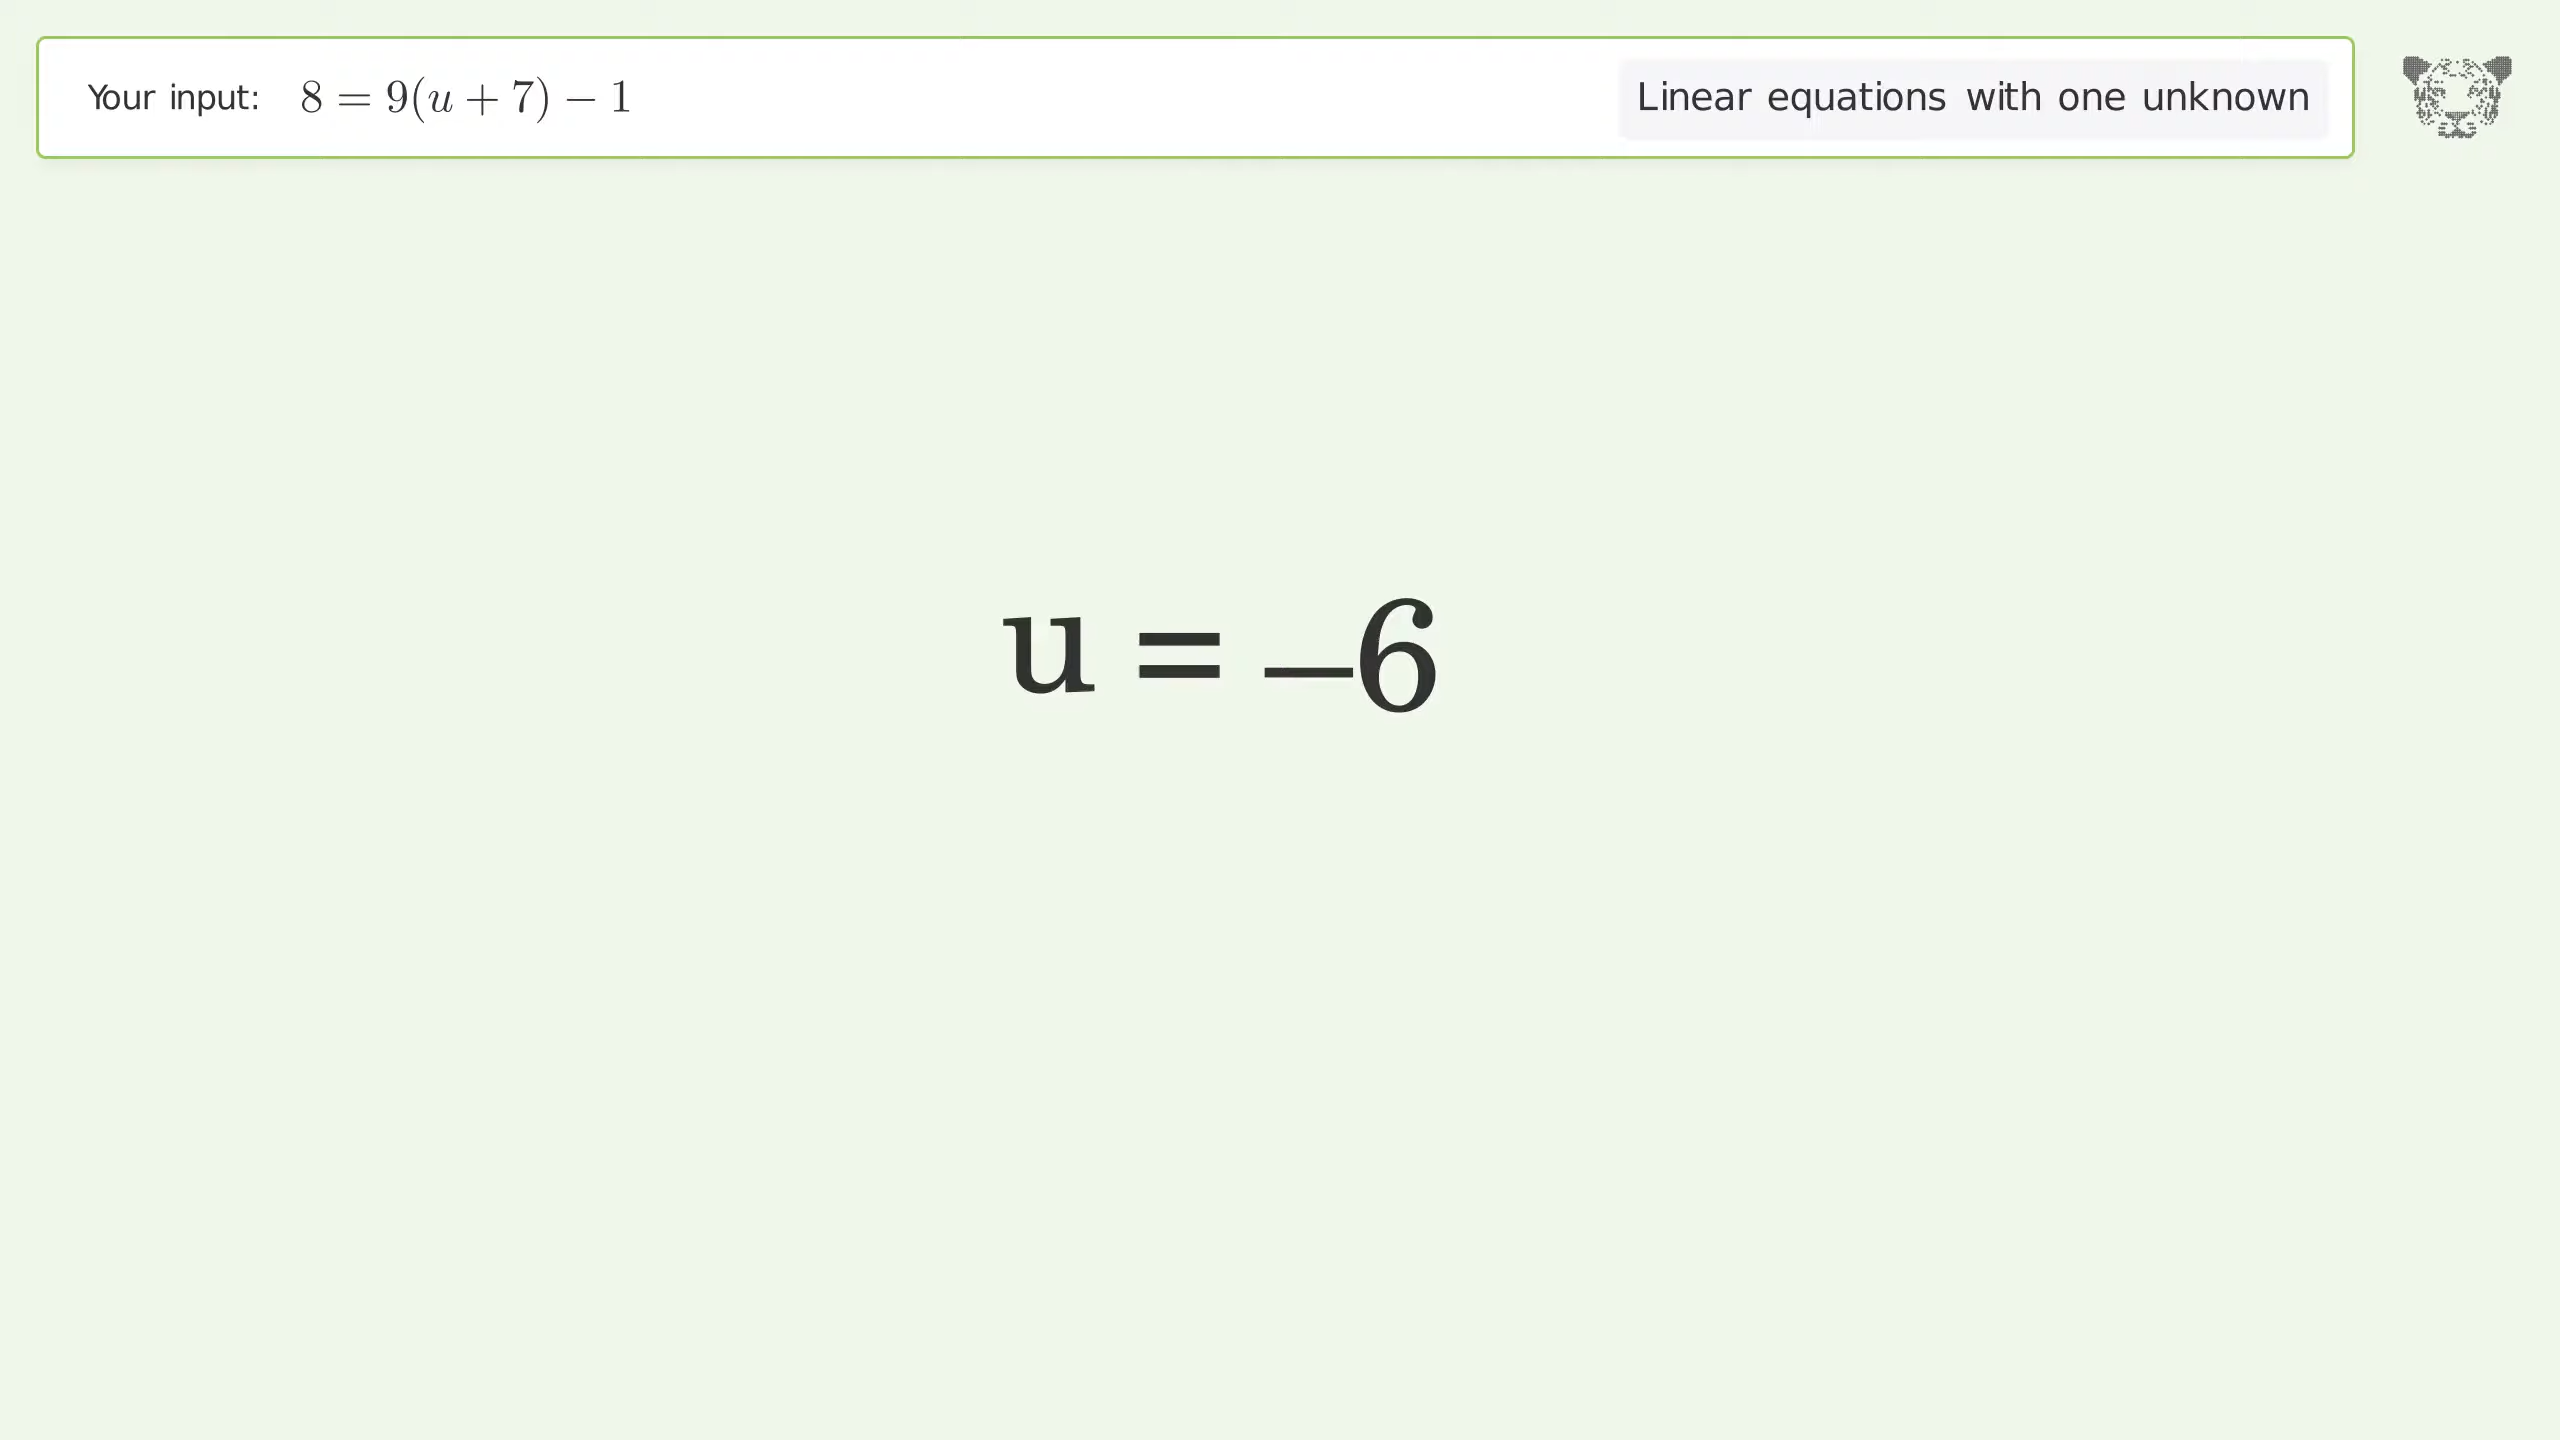 Your input: 8 = 9(u + 7) − 1
Linear equations with one unknown
u = −6